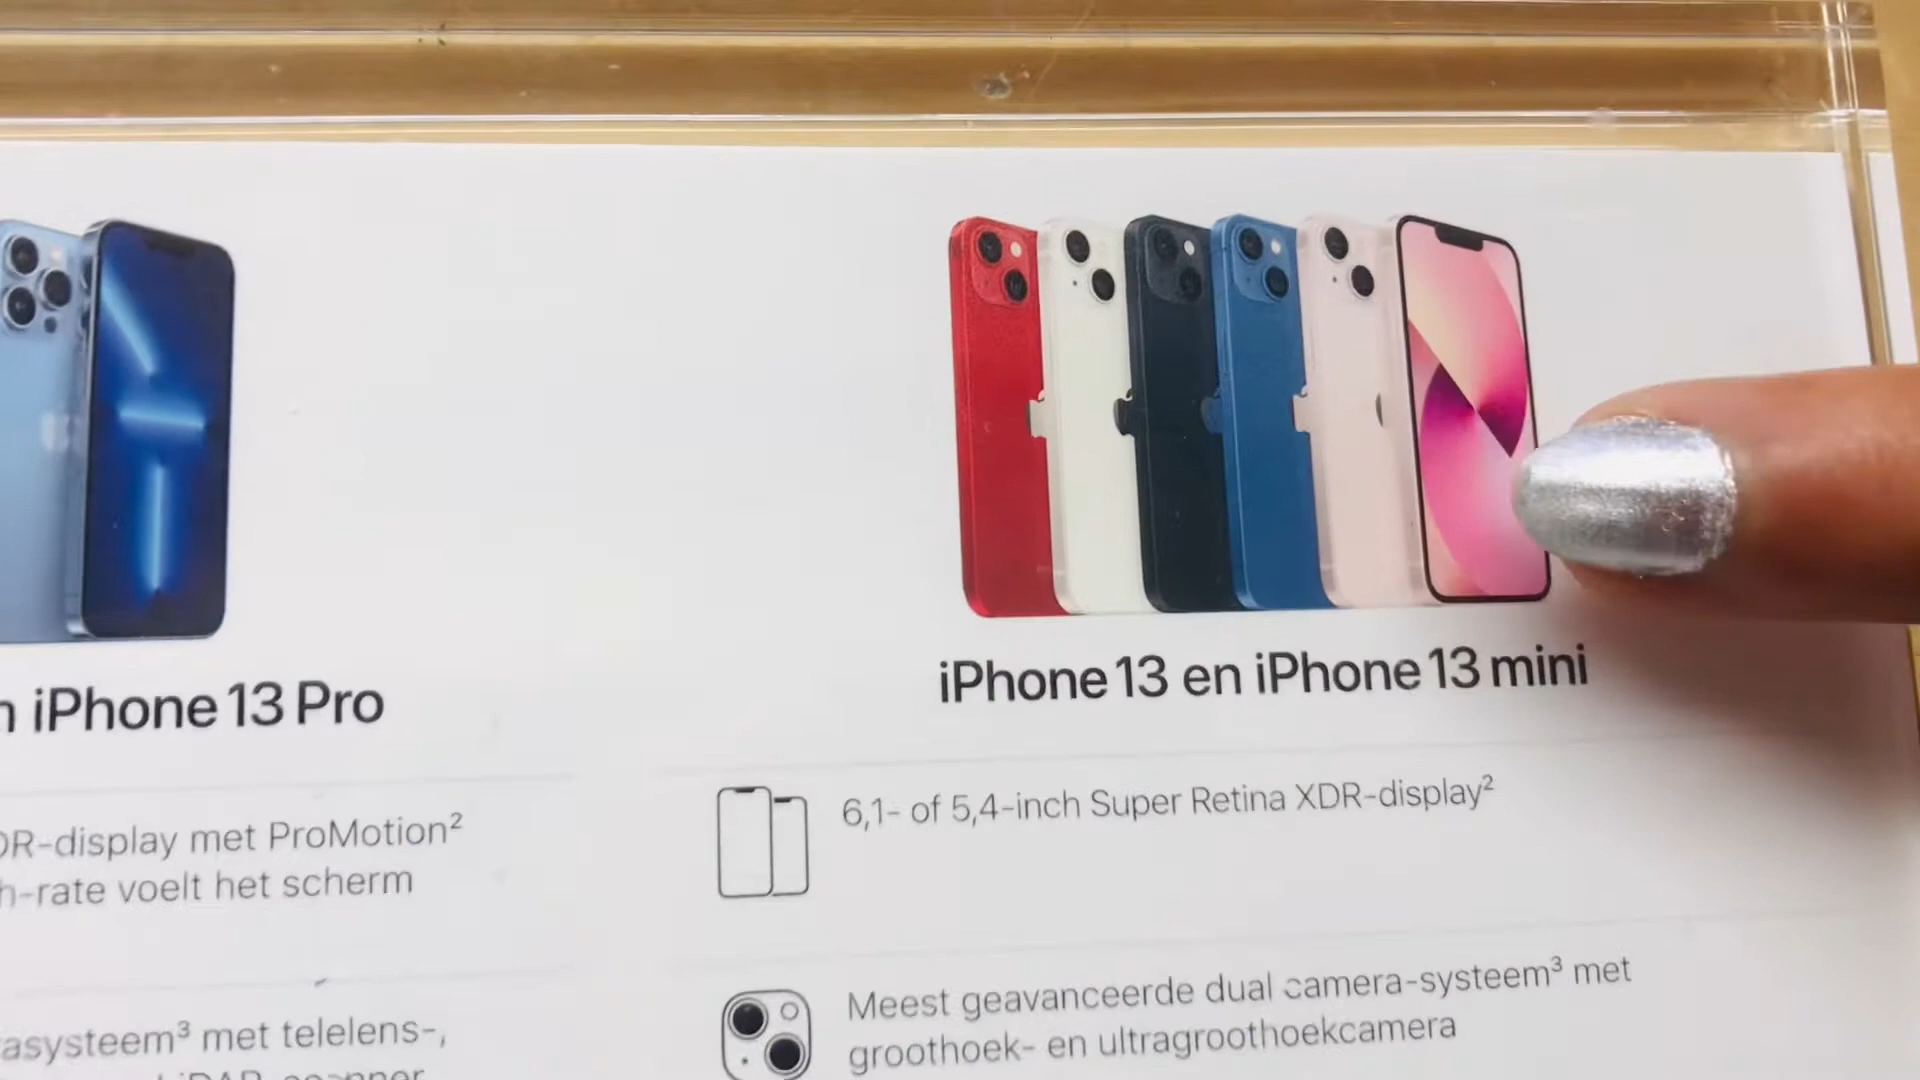 iPhone 13 Pro
DR-display met ProMotion²
h-rate voelt het scherm
asysteem³ met telelens-,
iPhone 13 en iPhone 13 mini
6,1- of 5,4-inch Super Retina XDR-display²
Meest geavanceerde dual camera-systeem³ met
groothoek- en ultragroothoekcamera